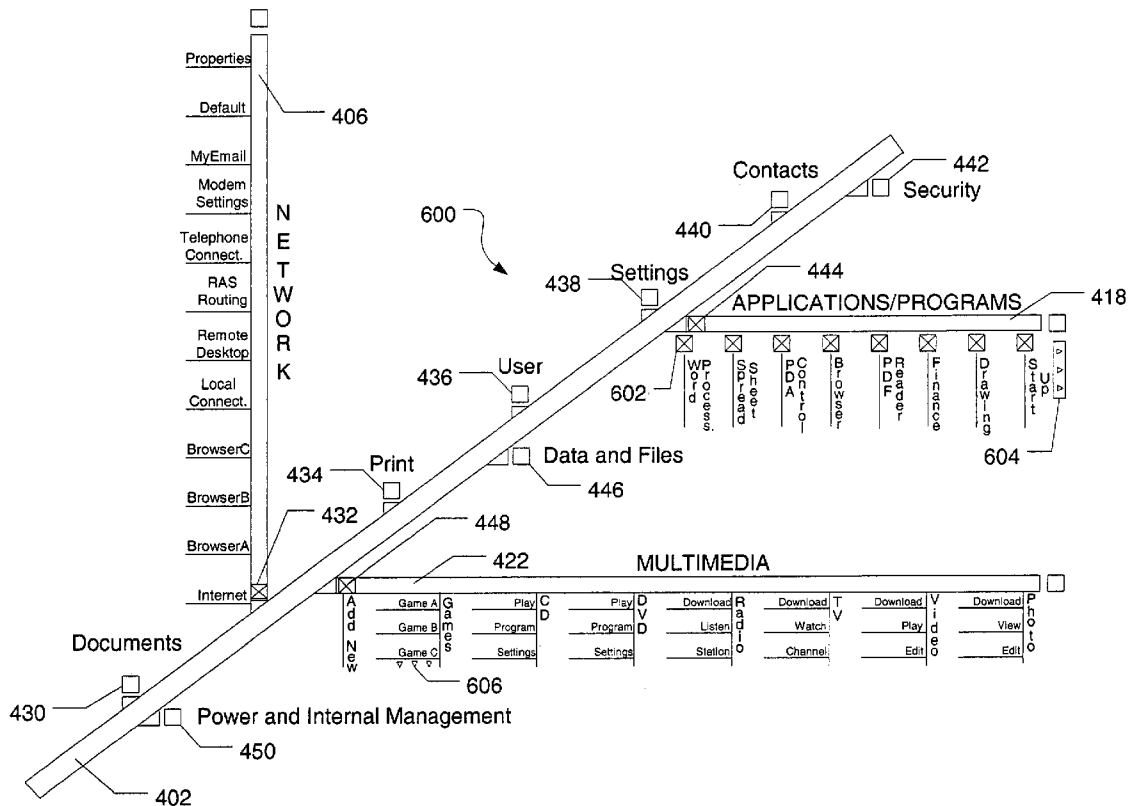 Properties
406
Default
MyEmail
Modem
Settings
Telephone
Connect.
RAS
Routing
Remote
Desktop
Local
Connect.
BrowserC
BrowserB
BrowserA
Internet
NETWORK
432
Contacts
440
442
Security
600
Settings
438
444
APPLICATIONS/PROGRAMS
418
602
Word
Process.
Spread
Sheet
PDA
Control
Browser
PDF
Reader
Finance
Drawing
Start
Up
604
User
436
Data and Files
446
Print
434
448
422
MULTIMEDIA
Add New
Game A
Game B
Game C
Games
606
Play
Program
Settings
CD
Play
Program
Settings
DVD
Download
Listen
Station
Radio
Download
Watch
Channel
TV
Download
Play
Edit
Video
Download
View
Edit
Photo
Documents
430
Power and Internal Management
450
402